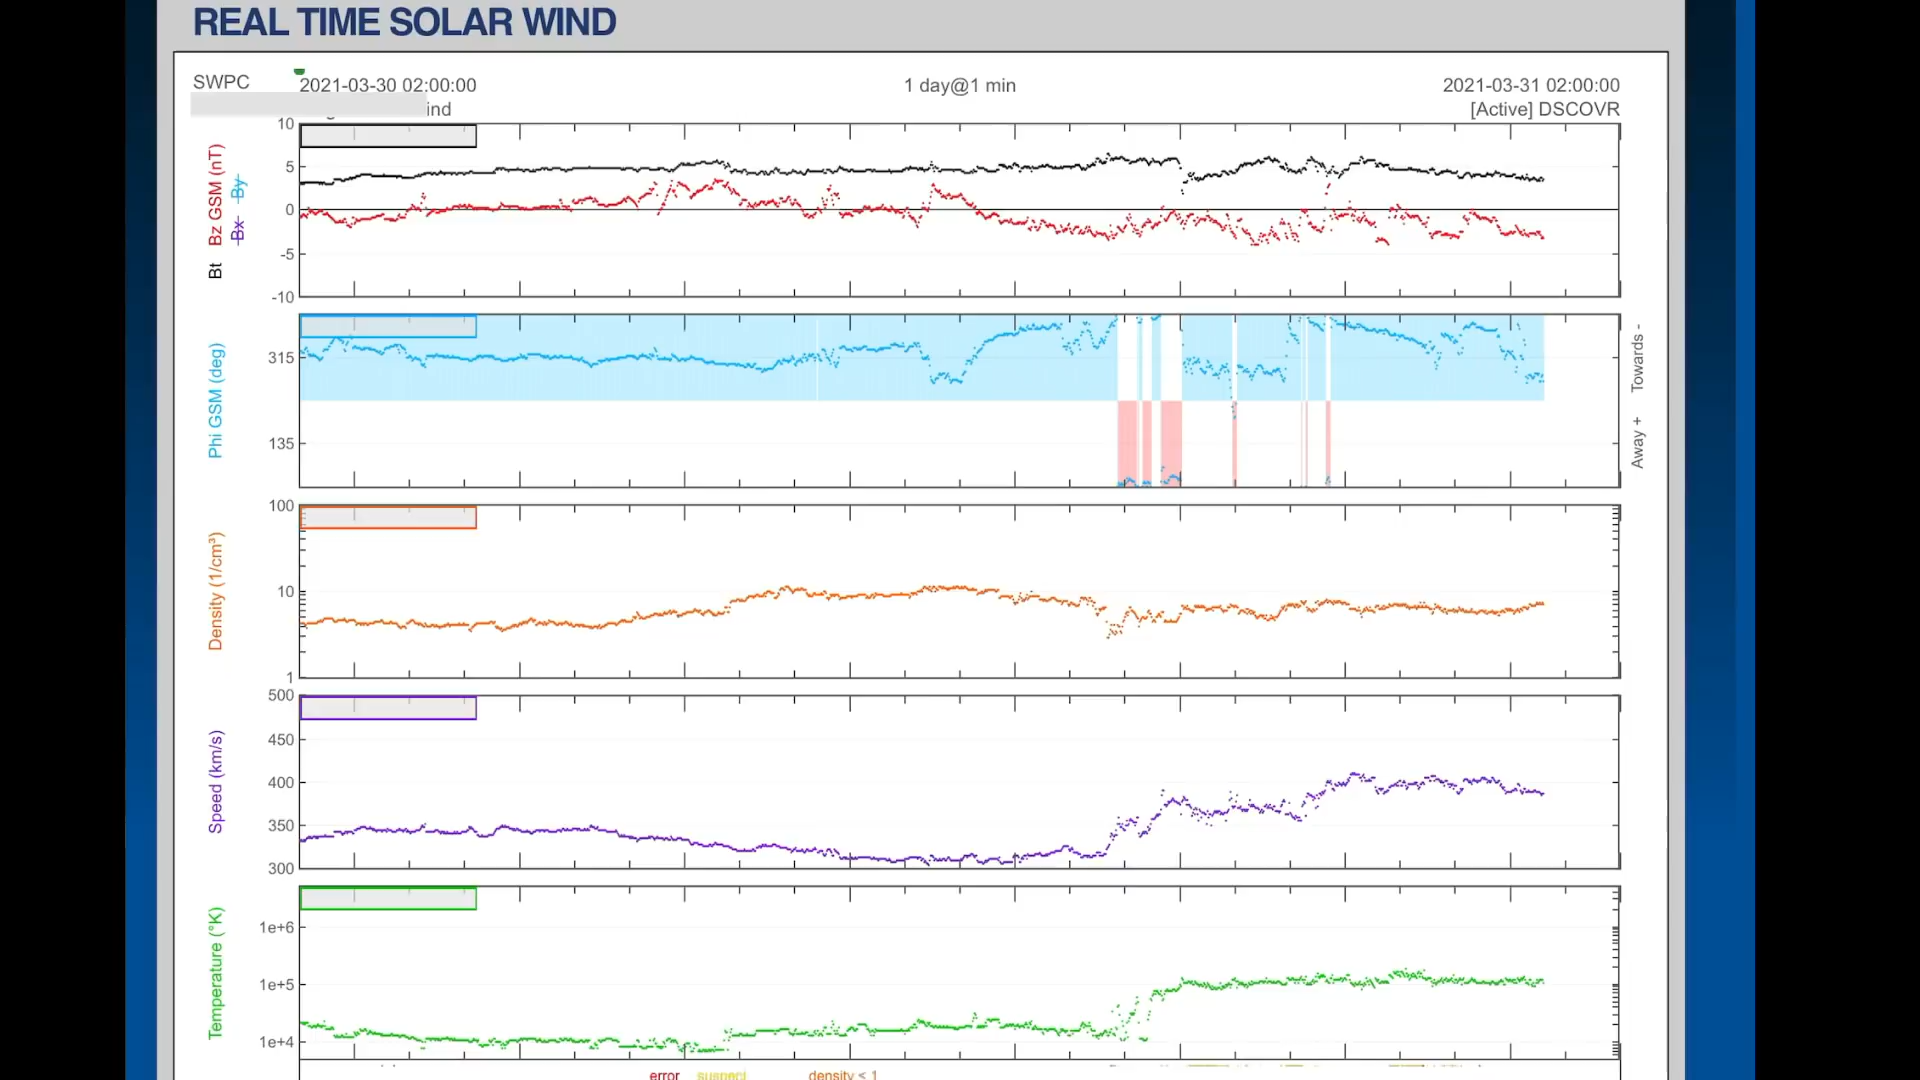 REAL TIME SOLAR WIND
SWPC
2021-03-30 02:00:00
1 day@1 min
2021-03-31 02:00:00
ind
[Active] DSCOVR
Bt Bz GSM (nT)
Bx By
10
5
0
-5
-10
Phi GSM (deg)
315
135
Towards -
Away +
Density (1/cm³)
100
10
1
Speed (km/s)
500
450
400
350
300
Temperature (°K)
1e+6
1e+5
1e+4
error suspect density < 1